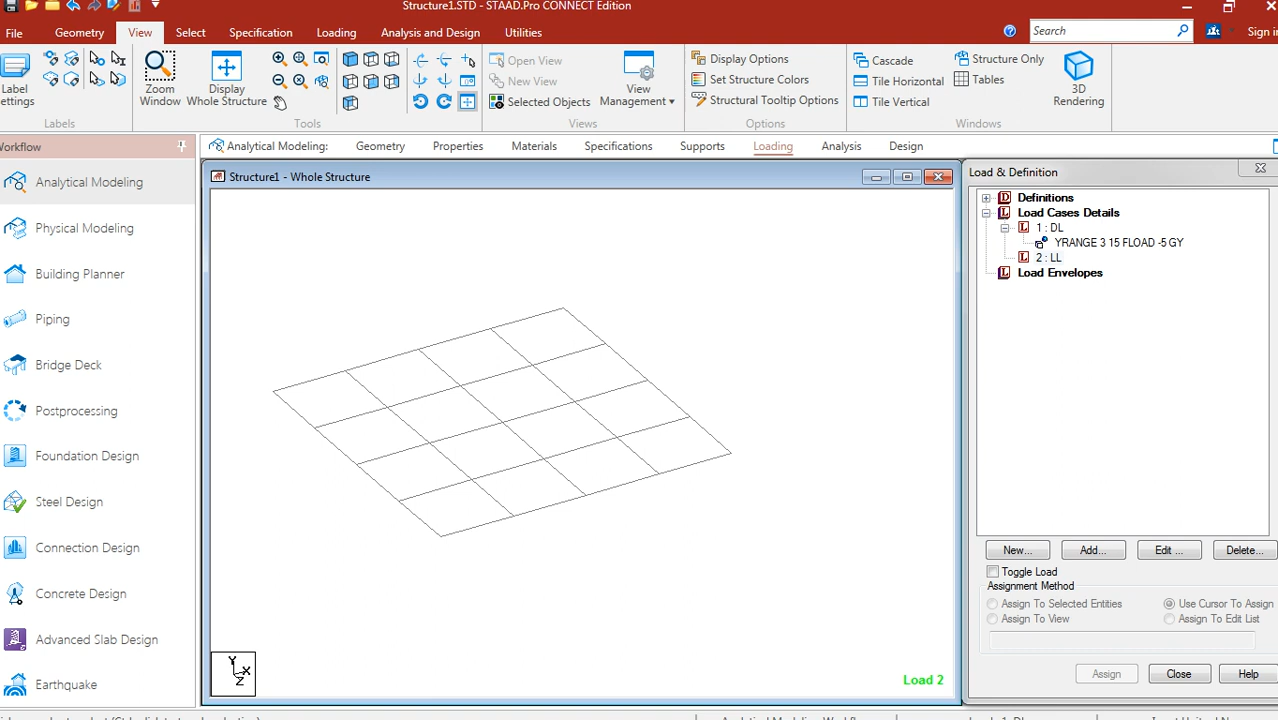 Structure1.STD - STAAD.Pro CONNECT Edition
File Geometry View Select Specification Loading Analysis and Design Utilities Search Sign in
Label
ettings
Zoom
Window
Display
Whole Structure
Open View
New View
Selected Objects
View
Management
Display Options
Set Structure Colors
Structural Tooltip Options
Cascade
Tile Horizontal
Tile Vertical
Structure Only
Tables
3D
Rendering
Labels Tools Views Options Windows
orkflow
Analytical Modeling: Geometry Properties Materials Specifications Supports Loading Analysis Design
Analytical Modeling
Physical Modeling
Building Planner
Piping
Bridge Deck
Postprocessing
Foundation Design
Steel Design
Connection Design
Concrete Design
Advanced Slab Design
Earthquake
Structure1 - Whole Structure
Y
X
Z
Load 2
Load & Definition
D Definitions
L Load Cases Details
L 1 : DL
YRANGE 3 15 FLOAD -5 GY
L 2 : LL
L Load Envelopes
New... Add... Edit ... Delete...
Toggle Load
Assignment Method
Assign To Selected Entities Use Cursor To Assign
Assign To View Assign To Edit List
Assign Close Help